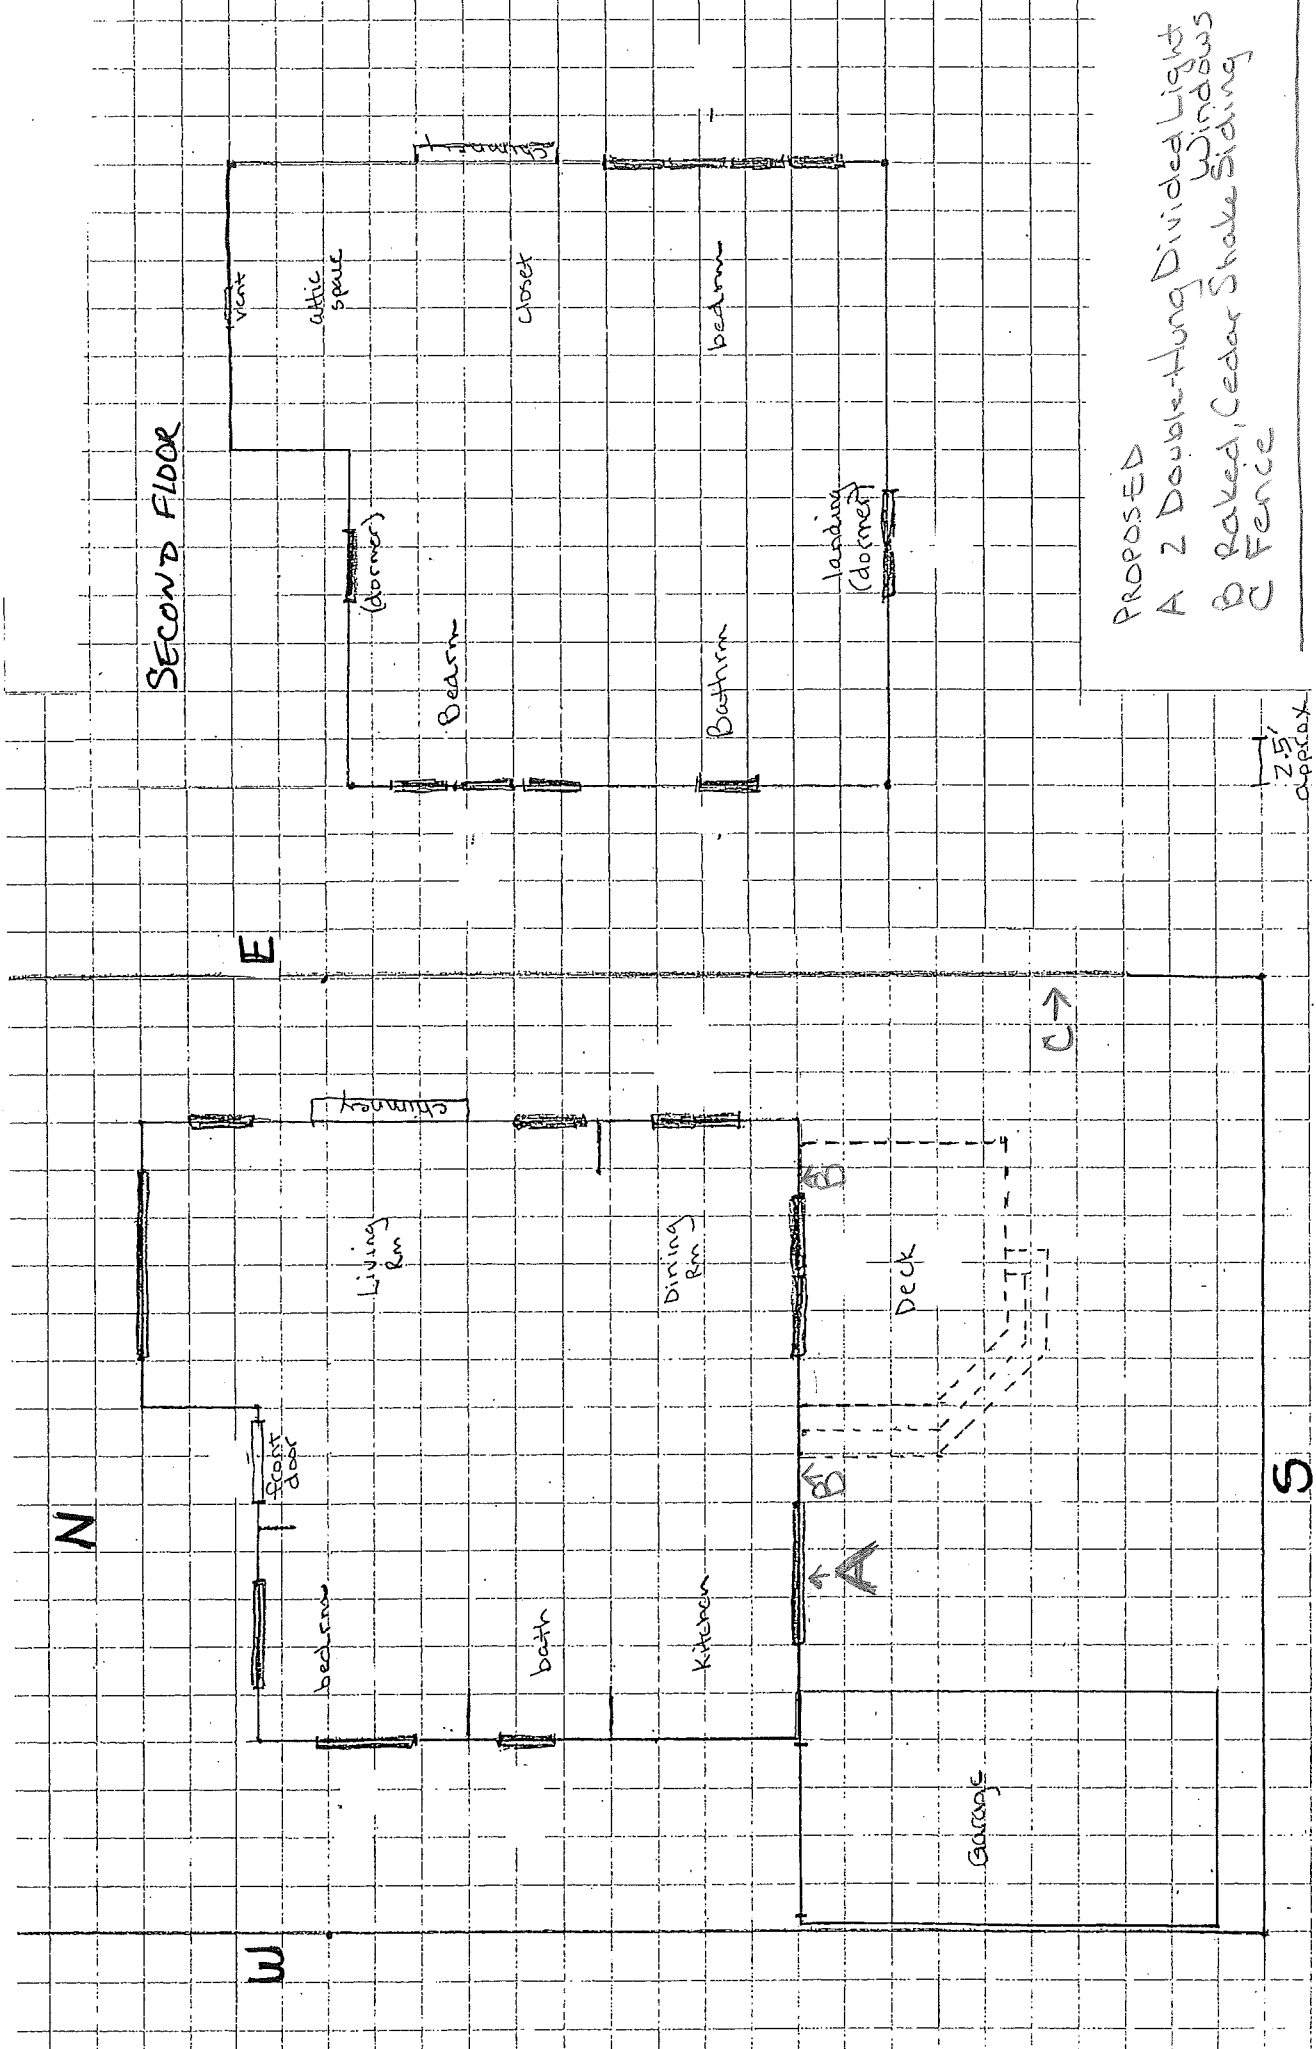 N
W
E
S
front
door
bedrm
bath
Kitchen
Living
Rm
Dining
Rm
chimney
Deck
Garage
A
B
B
C
SECOND FLOOR
vent
attic
space
chimney
closet
bedrm
(dormer)
Bedrm
Bathrm
landing
(dormer)
2.5'
approx
PROPOSED
A 2 Double-Hung Divided Light
Windows
B Raked, Cedar Shake Siding
C Fence